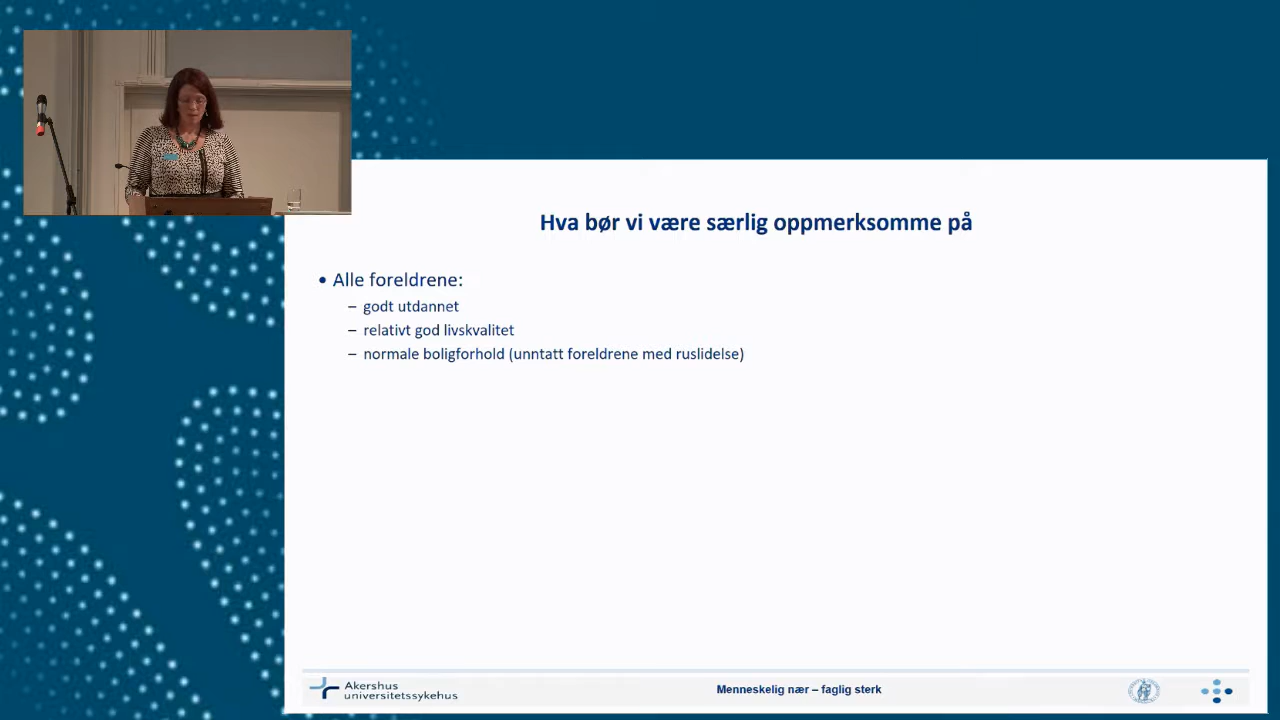 Hva bør vi være særlig oppmerksomme på
• Alle foreldrene:
– godt utdannet
– relativt god livskvalitet
– normale boligforhold (unntatt foreldrene med ruslidelse)
Akershus
universitetssykehus
Menneskelig nær – faglig sterk